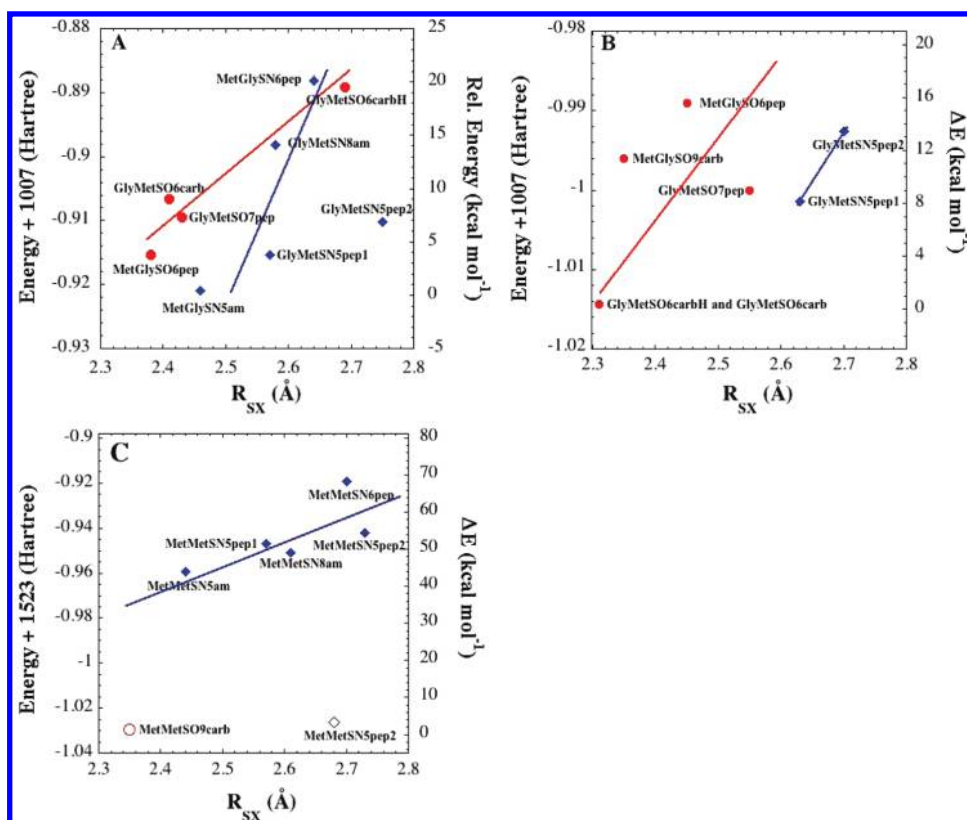 A
-0.88
-0.89
-0.9
-0.91
-0.92
-0.93
Energy + 1007 (Hartree)
MetGlySN6pep
GlyMetSO6carbH
GlyMetSN8am
GlyMetSO6carb
GlyMetSO7pep
GlyMetSN5pep2
MetGlySO6pep
GlyMetSN5pep1
MetGlySN5am
25
20
15
10
5
0
-5
Rel. Energy (kcal mol-1)
2.3 2.4 2.5 2.6 2.7 2.8
RSX (Å)
B
-0.98
-0.99
-1
-1.01
-1.02
Energy +1007 (Hartree)
MetGlySO6pep
MetGlySO9carb
GlyMetSN5pep2
GlyMetSO7pep
GlyMetSN5pep1
GlyMetSO6carbH and GlyMetSO6carb
20
16
12
8
4
0
ΔE (kcal mol-1)
2.3 2.4 2.5 2.6 2.7 2.8
RSX (Å)
C
-0.9
-0.92
-0.94
-0.96
-0.98
-1
-1.02
-1.04
Energy + 1523 (Hartree)
MetMetSN6pep
MetMetSN5pep1
MetMetSN5pep2
MetMetSN8am
MetMetSN5am
MetMetSO9carb
MetMetSN5pep2
80
70
60
50
40
30
20
10
0
ΔE (kcal mol-1)
2.3 2.4 2.5 2.6 2.7 2.8
RSX (Å)